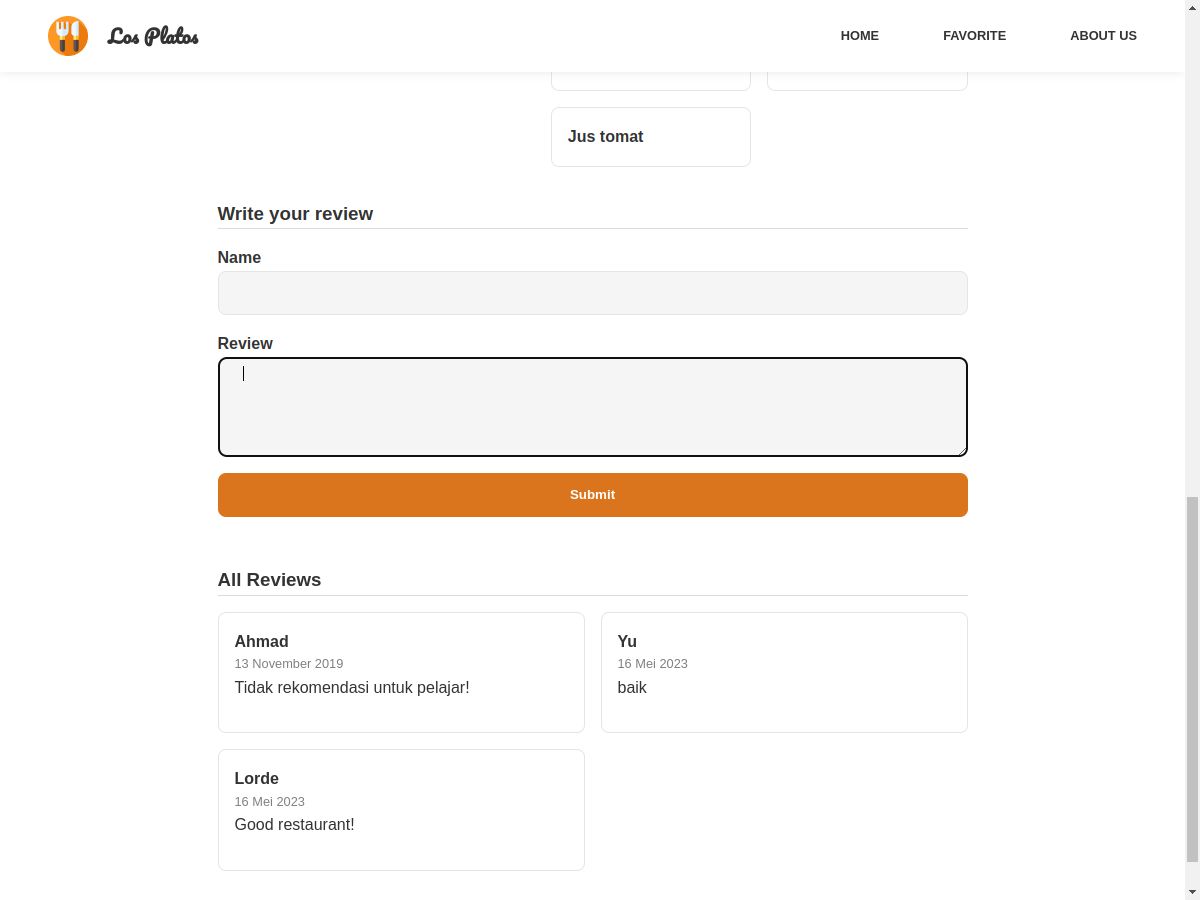 Los Platos
HOME
FAVORITE
ABOUT US
Jus tomat
Write your review
Name
Review
Submit
All Reviews
Ahmad
13 November 2019
Tidak rekomendasi untuk pelajar!
Yu
16 Mei 2023
baik
Lorde
16 Mei 2023
Good restaurant!